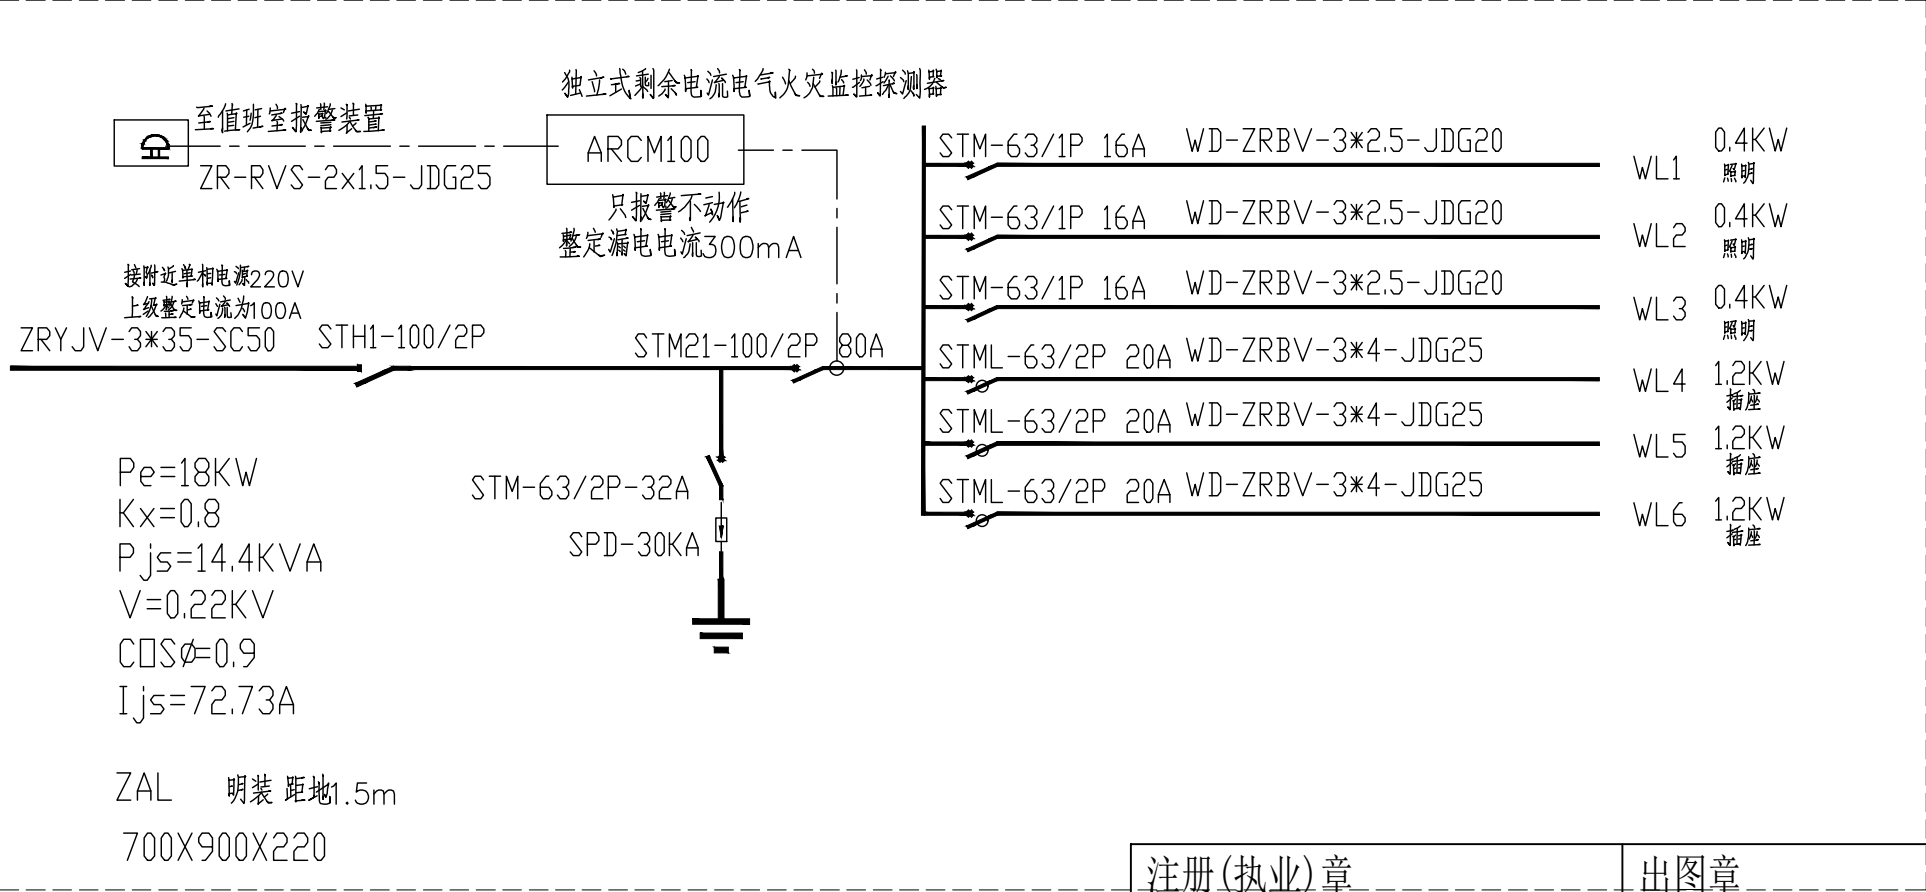 独立式剩余电流电气火灾监控探测器
至值班室报警装置
ARCM100
ZR-RVS-2x1.5-JDG25
只报警不动作
整定漏电电流300mA
接附近单相电源220V
上级整定电流为100A
ZRYJV-3*35-SC50
STH1-100/2P
STM21-100/2P 80A
STM-63/2P-32A
SPD-30KA
STM-63/1P 16A WD-ZRBV-3*2.5-JDG20 WL1 0.4KW
照明
STM-63/1P 16A WD-ZRBV-3*2.5-JDG20 WL2 0.4KW
照明
STM-63/1P 16A WD-ZRBV-3*2.5-JDG20 WL3 0.4KW
照明
STML-63/2P 20A WD-ZRBV-3*4-JDG25 WL4 1.2KW
插座
STML-63/2P 20A WD-ZRBV-3*4-JDG25 WL5 1.2KW
插座
STML-63/2P 20A WD-ZRBV-3*4-JDG25 WL6 1.2KW
插座
Pe=18KW
Kx=0.8
Pjs=14.4KVA
V=0.22KV
COSø=0.9
Ijs=72.73A
ZAL 明装 距地1.5m
700X900X220
注册(执业)章
出图章